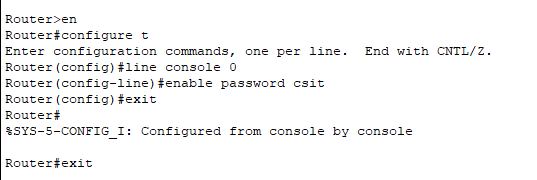 Router>en
Router#configure t
Enter configuration commands, one per line.  End with CNTL/Z.
Router(config)#line console 0
Router(config-line)#enable password csit
Router(config)#exit
Router#
%SYS-5-CONFIG_I: Configured from console by console
Router#exit